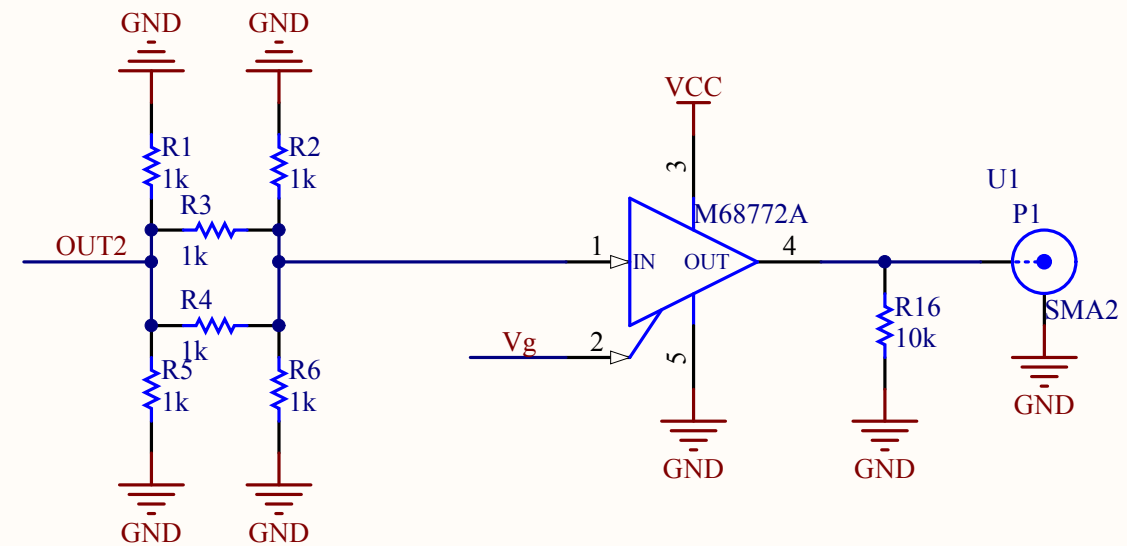 GND
GND
VCC
R1
1k
R2
1k
3
U1
P1
R3
1k
M68772A
OUT2
1
IN
OUT
4
R4
1k
R16
10k
SMA2
Vg
2
5
R5
1k
R6
1k
GND
GND
GND
GND
GND